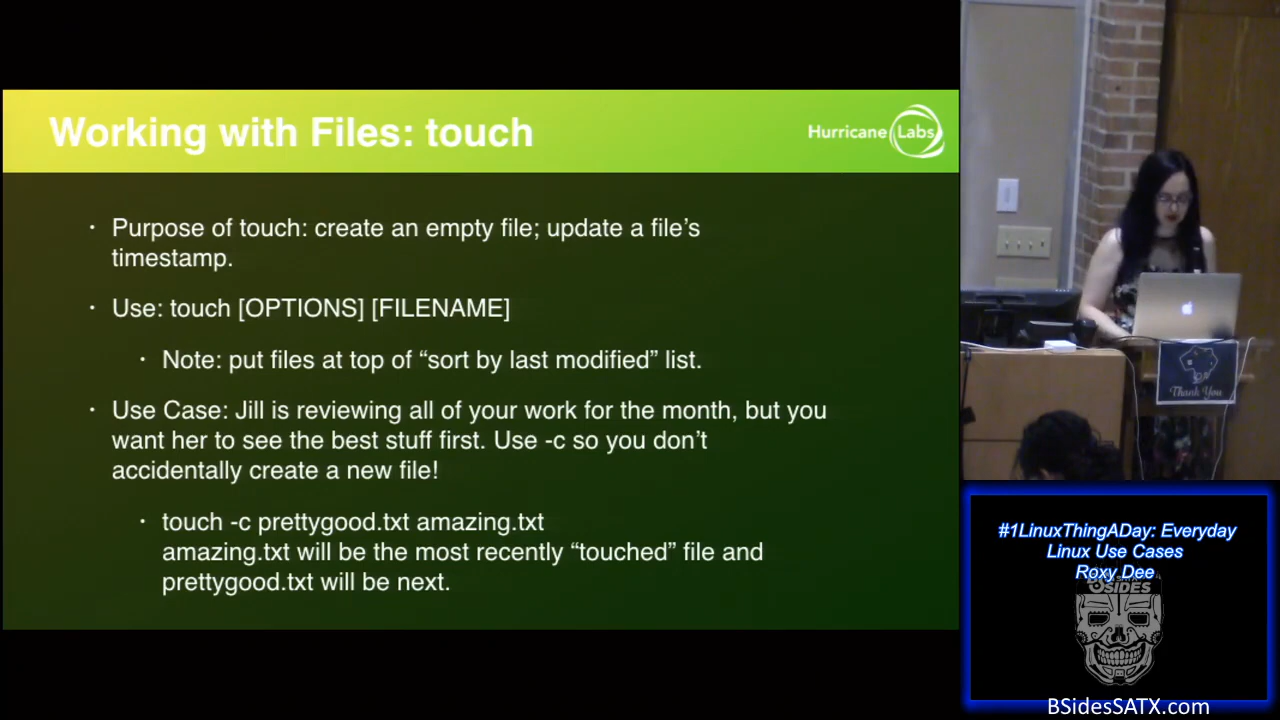 Working with Files: touch
Hurricane Labs
· Purpose of touch: create an empty file; update a file’s
timestamp.
· Use: touch [OPTIONS] [FILENAME]
· Note: put files at top of “sort by last modified” list.
· Use Case: Jill is reviewing all of your work for the month, but you
want her to see the best stuff first. Use -c so you don’t
accidentally create a new file!
· touch -c prettygood.txt amazing.txt
amazing.txt will be the most recently “touched” file and
prettygood.txt will be next.
Thank You
#1LinuxThingADay: Everyday
Linux Use Cases
Roxy Dee
BSIDES
BSidesSATX.com